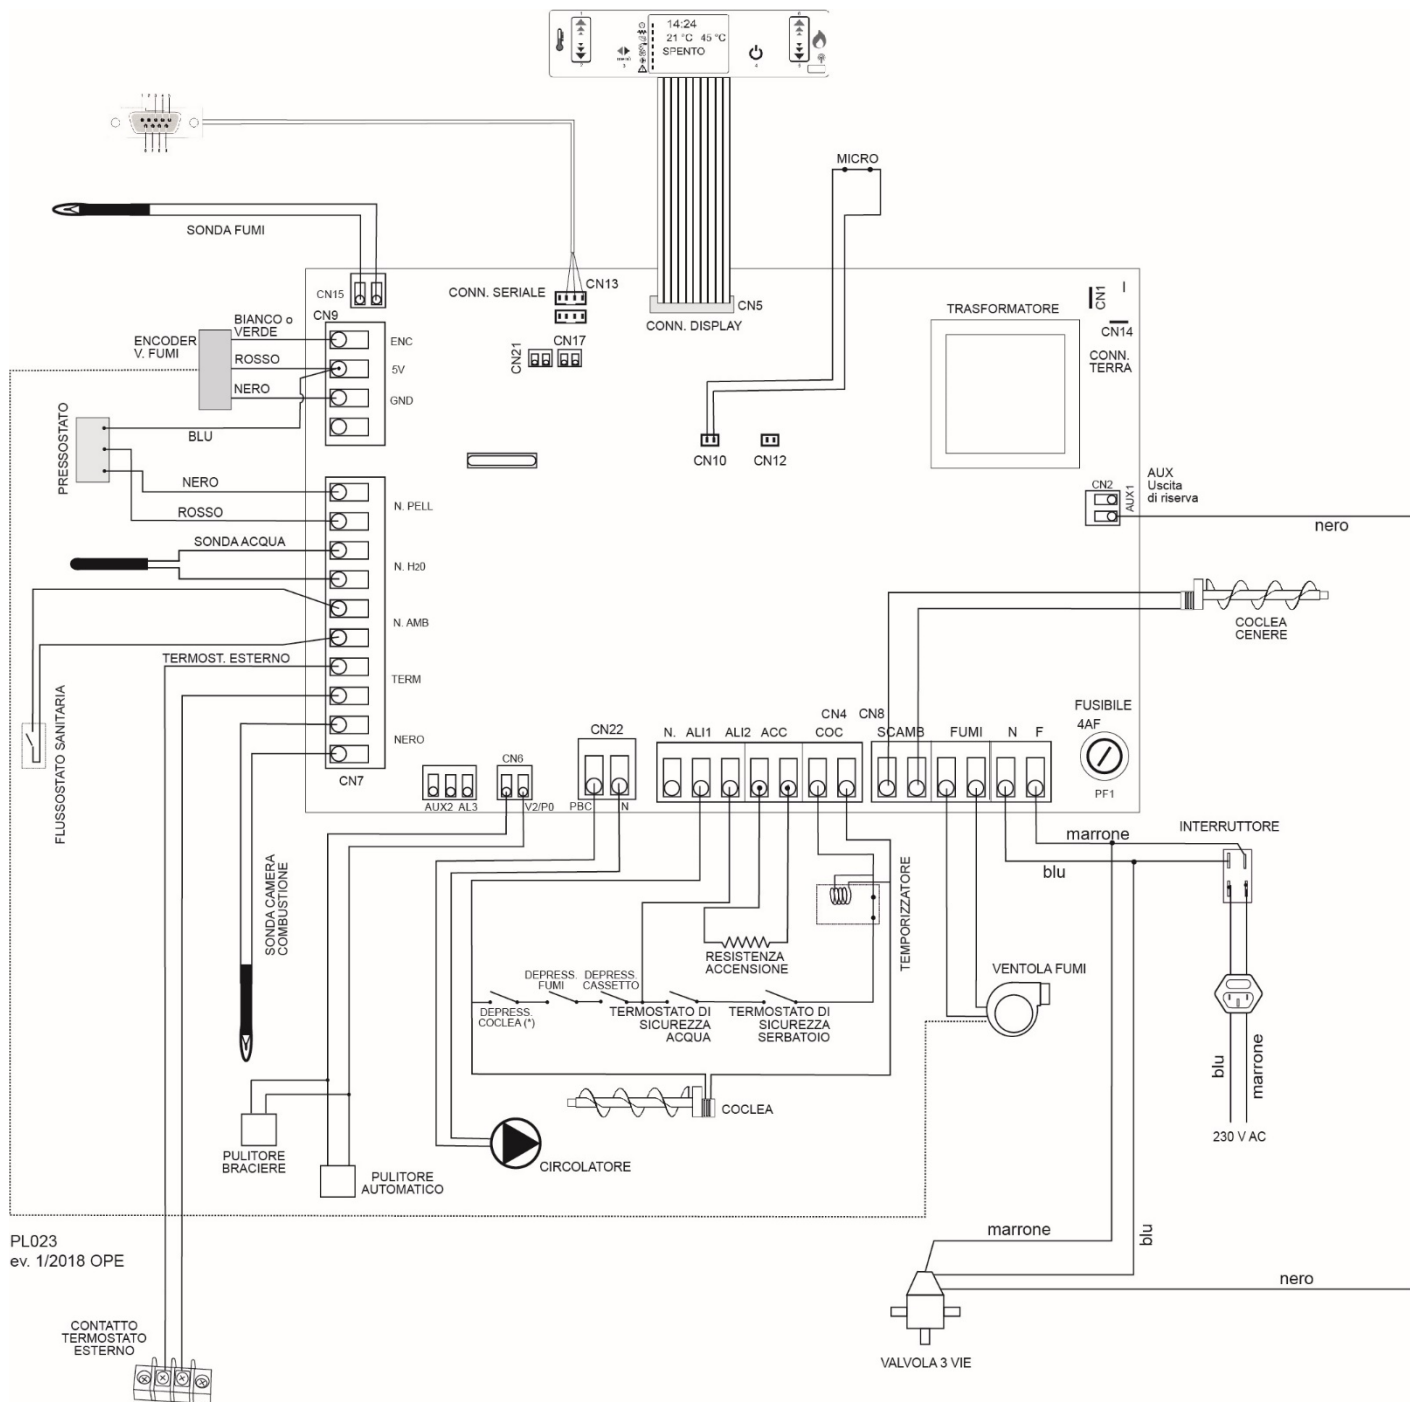 14:24
21 °C 45 °C
SPENTO
MICRO
SONDA FUMI
CN15
CONN. SERIALE
CN13
CN5
CONN. DISPLAY
TRASFORMATORE
CN1
CN14
CONN.
TERRA
CN9
BIANCO o
VERDE
ENCODER
V. FUMI
ROSSO
NERO
ENC
5V
GND
CN21
CN17
PRESSOSTATO
BLU
CN10
CN12
CN2
AUX1
AUX
Uscita
di riserva
nero
NERO
ROSSO
N. PELL
SONDA ACQUA
N. H20
N. AMB
TERMOST. ESTERNO
TERM
NERO
CN7
FLUSSOSTATO SANITARIA
COCLEA
CENERE
FUSIBILE
4AF
PF1
CN6
AUX2 AL3
V2/P0
CN22
PBC
N
CN4 CN8
N. ALI1 ALI2 ACC COC SCAMB FUMI N F
marrone
INTERRUTTORE
blu
SONDA CAMERA
COMBUSTIONE
TEMPORIZZATORE
RESISTENZA
ACCENSIONE
VENTOLA FUMI
DEPRESS.
FUMI
DEPRESS.
CASSETTO
DEPRESS.
COCLEA (*)
TERMOSTATO DI
SICUREZZA
ACQUA
TERMOSTATO DI
SICUREZZA
SERBATOIO
blu
marrone
COCLEA
230 V AC
PULITORE
BRACIERE
PULITORE
AUTOMATICO
CIRCOLATORE
PL023
ev. 1/2018 OPE
marrone
blu
nero
CONTATTO
TERMOSTATO
ESTERNO
VALVOLA 3 VIE